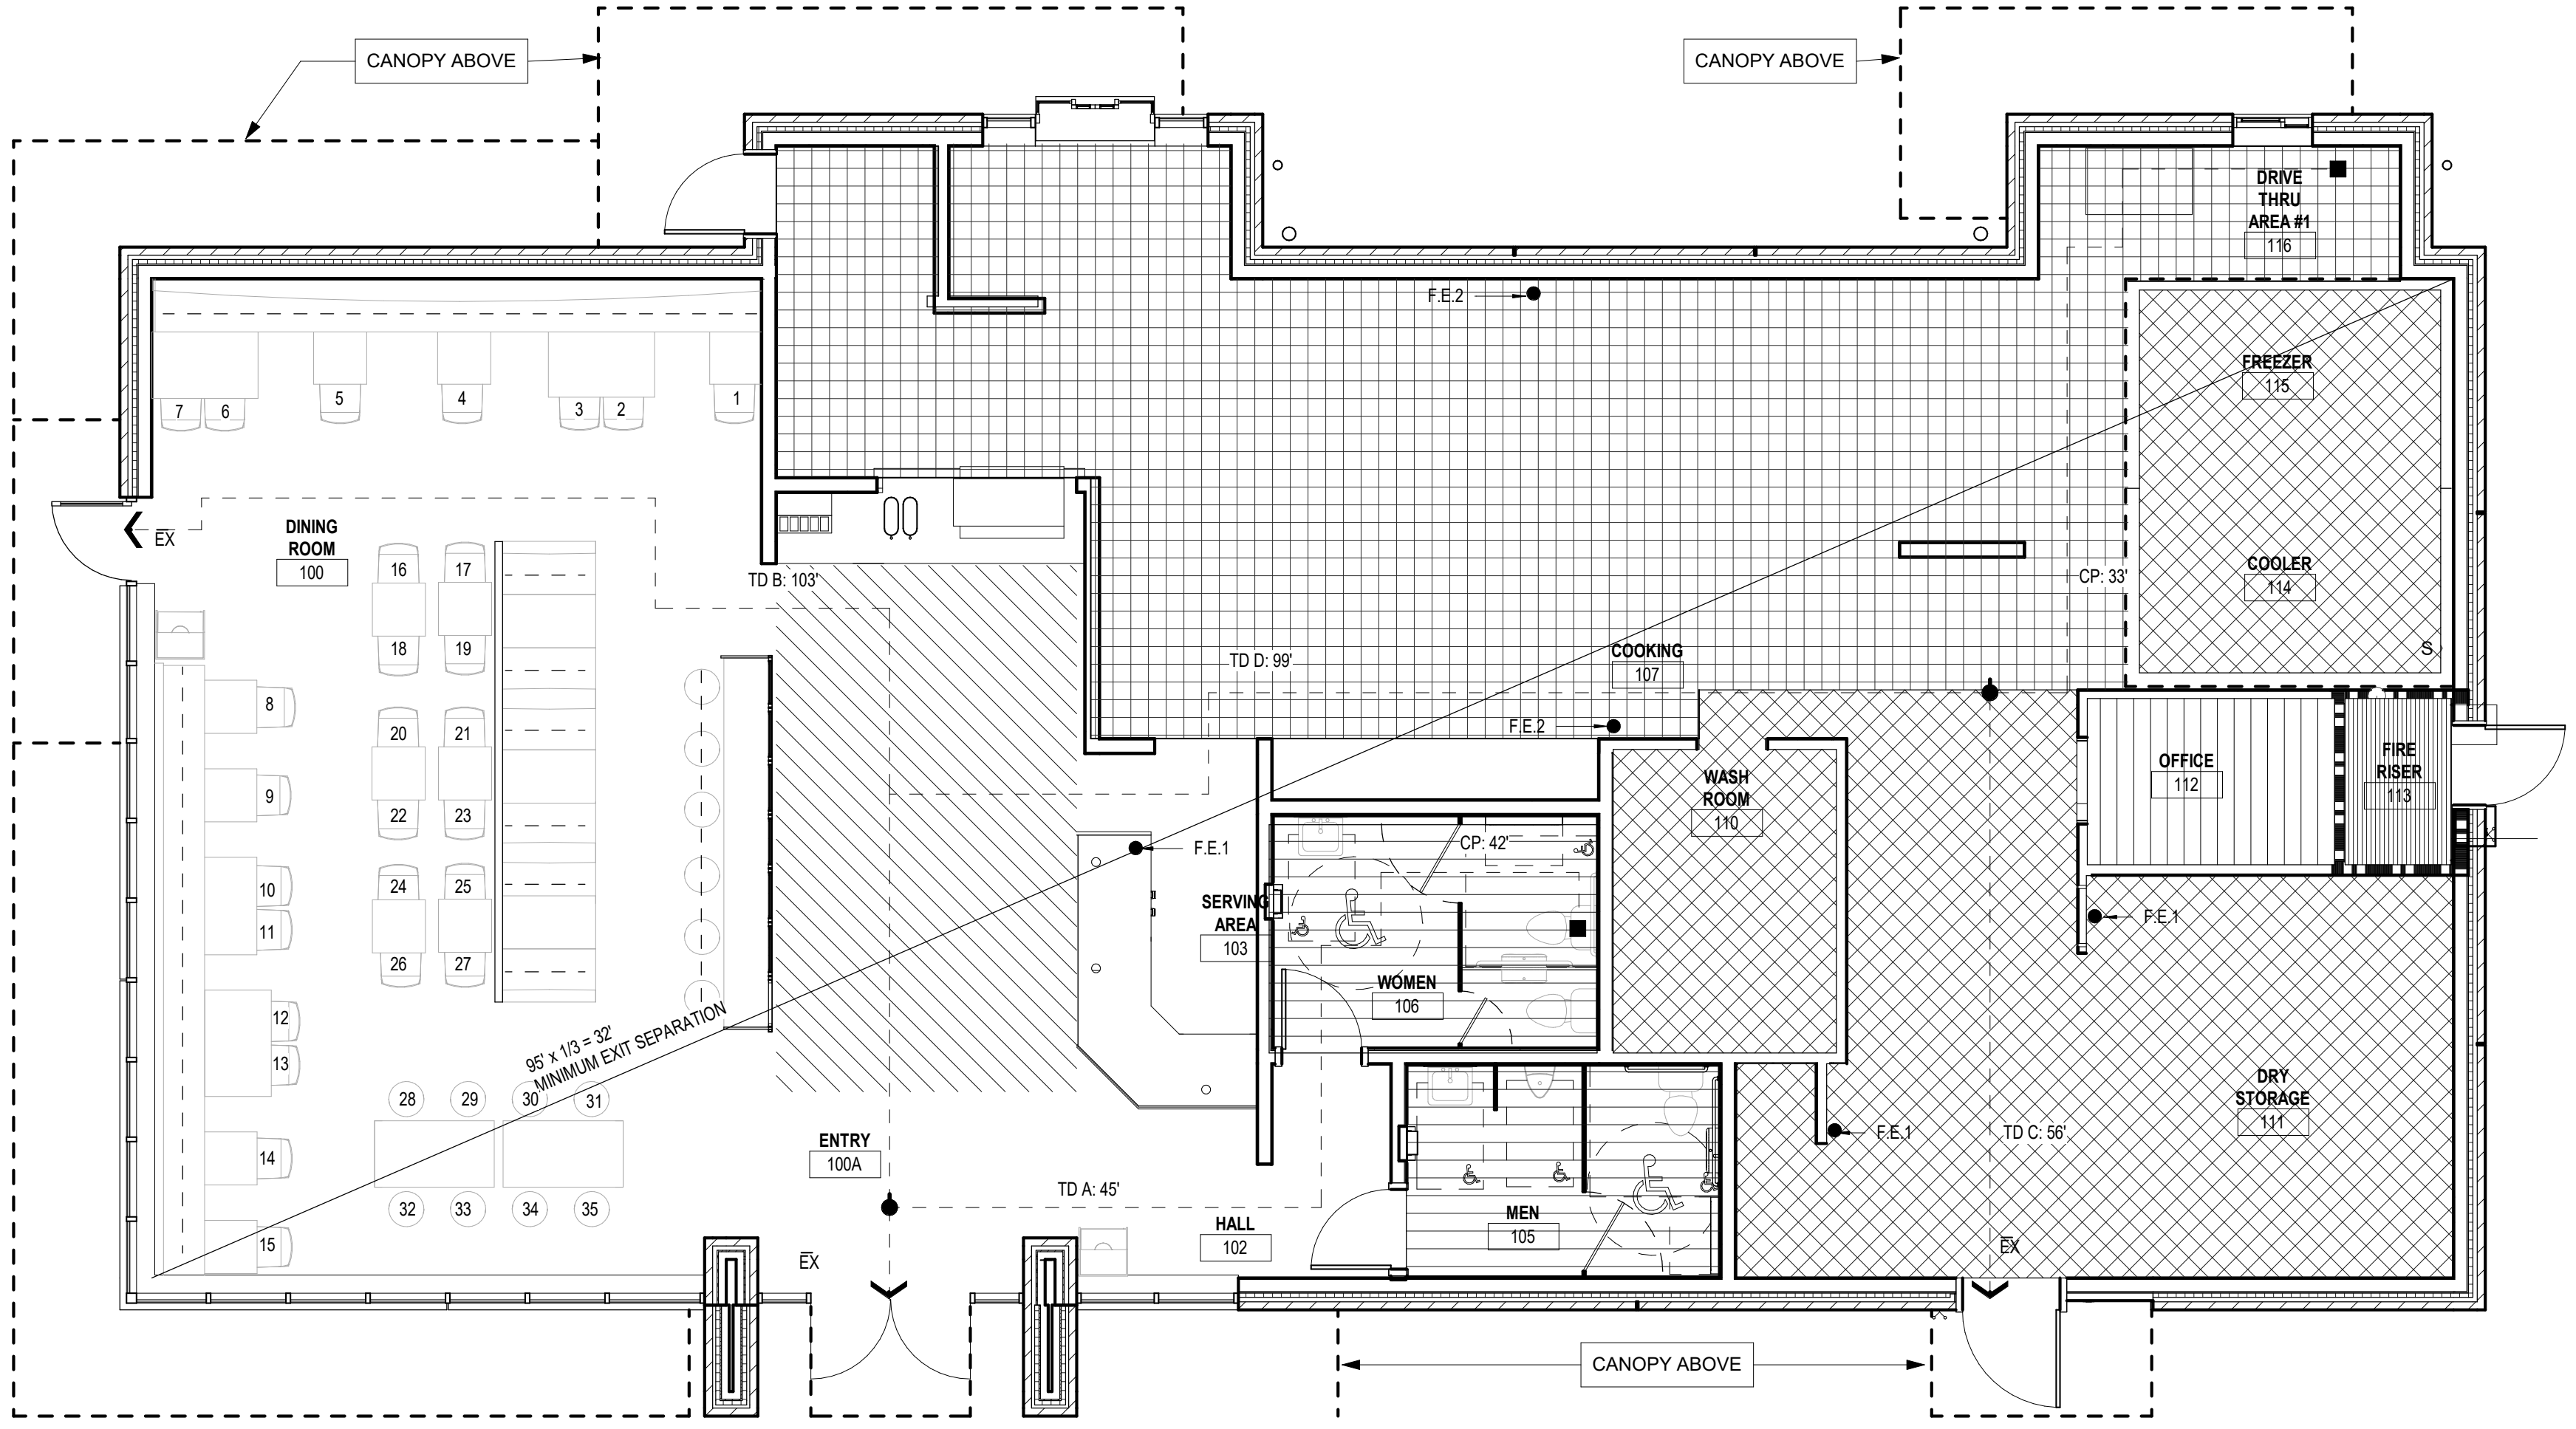 CANOPY ABOVE
CANOPY ABOVE
DRIVE
THRU
AREA #1
116
F.E.2
FREEZER
115
7
6
5
4
3
2
1
EX
DINING
ROOM
100
16
17
18
19
TD B: 103'
CP: 33'
COOLER
114
S
TD D: 99'
COOKING
107
F.E.2
8
20
21
9
22
23
WASH
ROOM
110
OFFICE
112
FIRE
RISER
113
CP: 42'
F.E.1
10
24
25
11
26
27
SERVING
AREA
103
F.E.1
WOMEN
106
12
13
95' x 1/3 = 32'
MINIMUM EXIT SEPARATION
28
29
30
31
DRY
STORAGE
111
F.E.1
TD C: 56'
ENTRY
100A
14
TD A: 45'
32
33
34
35
15
HALL
102
MEN
105
EX
EX
CANOPY ABOVE